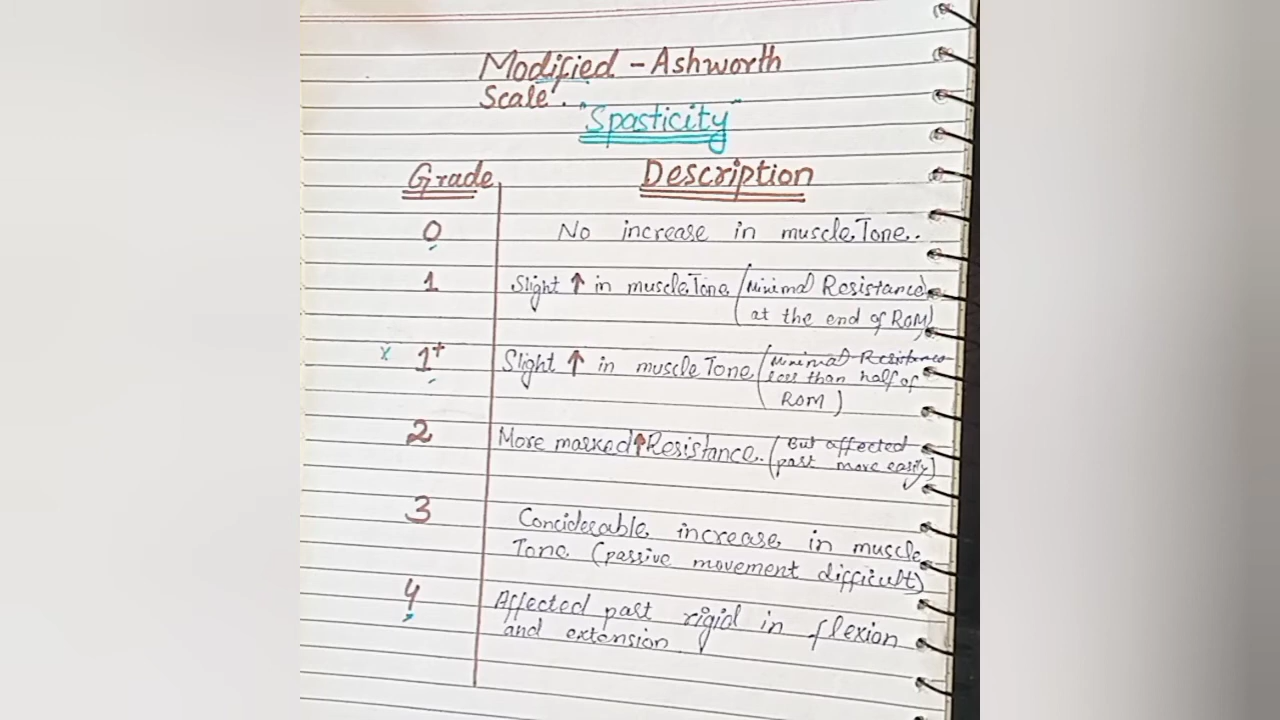 Modified - Ashworth
Scale.
"Spasticity"
Grade Description
0 No increase in muscle Tone.
1 Slight ↑ in muscle Tone (Minimal Resistance
at the end of ROM)
x 1+ Slight ↑ in muscle Tone (Minimal Resistance
less than half of
ROM)
2 More marked ↑ Resistance. (But affected
part more easily)
3 Conciderable increase in muscle
Tone (passive movement difficult)
4 Affected part rigid in flexion
and extension